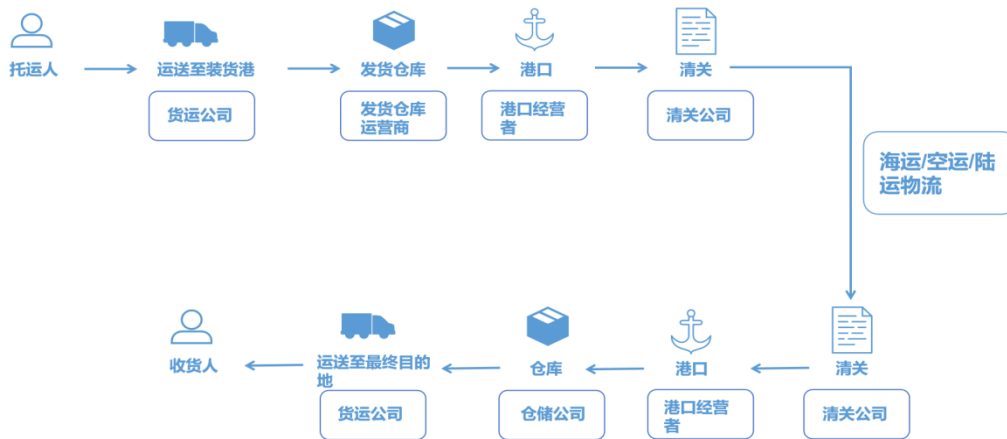 托运人
运送至装货港
发货仓库
港口
清关
货运公司
发货仓库
运营商
港口经营
者
清关公司
海运/空运/陆
运物流
收货人
运送至最终目的
地
仓库
港口
清关
货运公司
仓储公司
港口经营
者
清关公司